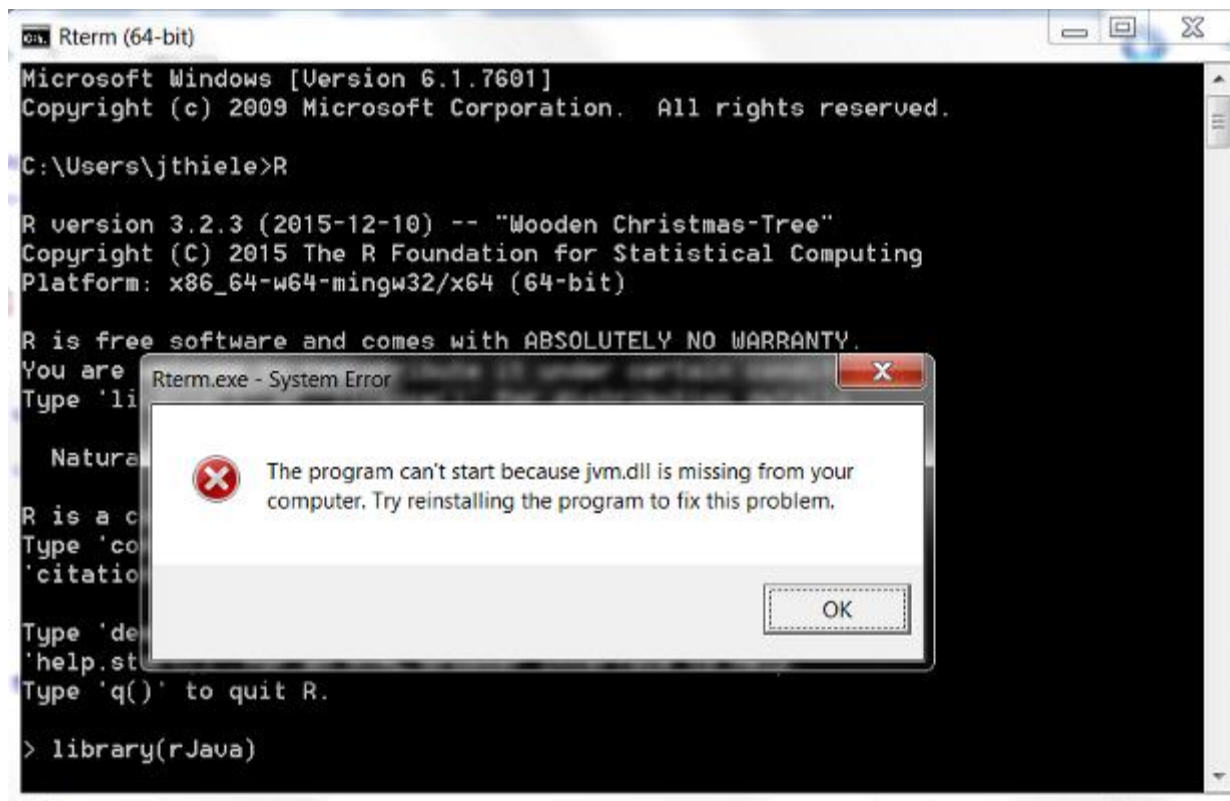 Rterm (64-bit)
Microsoft Windows [Version 6.1.7601]
Copyright (c) 2009 Microsoft Corporation.  All rights reserved.
C:\Users\jthiele>R
R version 3.2.3 (2015-12-10) -- "Wooden Christmas-Tree"
Copyright (C) 2015 The R Foundation for Statistical Computing
Platform: x86_64-w64-mingw32/x64 (64-bit)
R is free software and comes with ABSOLUTELY NO WARRANTY.
You are
Type 'li
Natura
R is a c
Type 'co
'citatio
Type 'de
'help.st
Type 'q()' to quit R.
> library(rJava)
Rterm.exe - System Error
The program can't start because jvm.dll is missing from your
computer. Try reinstalling the program to fix this problem.
OK